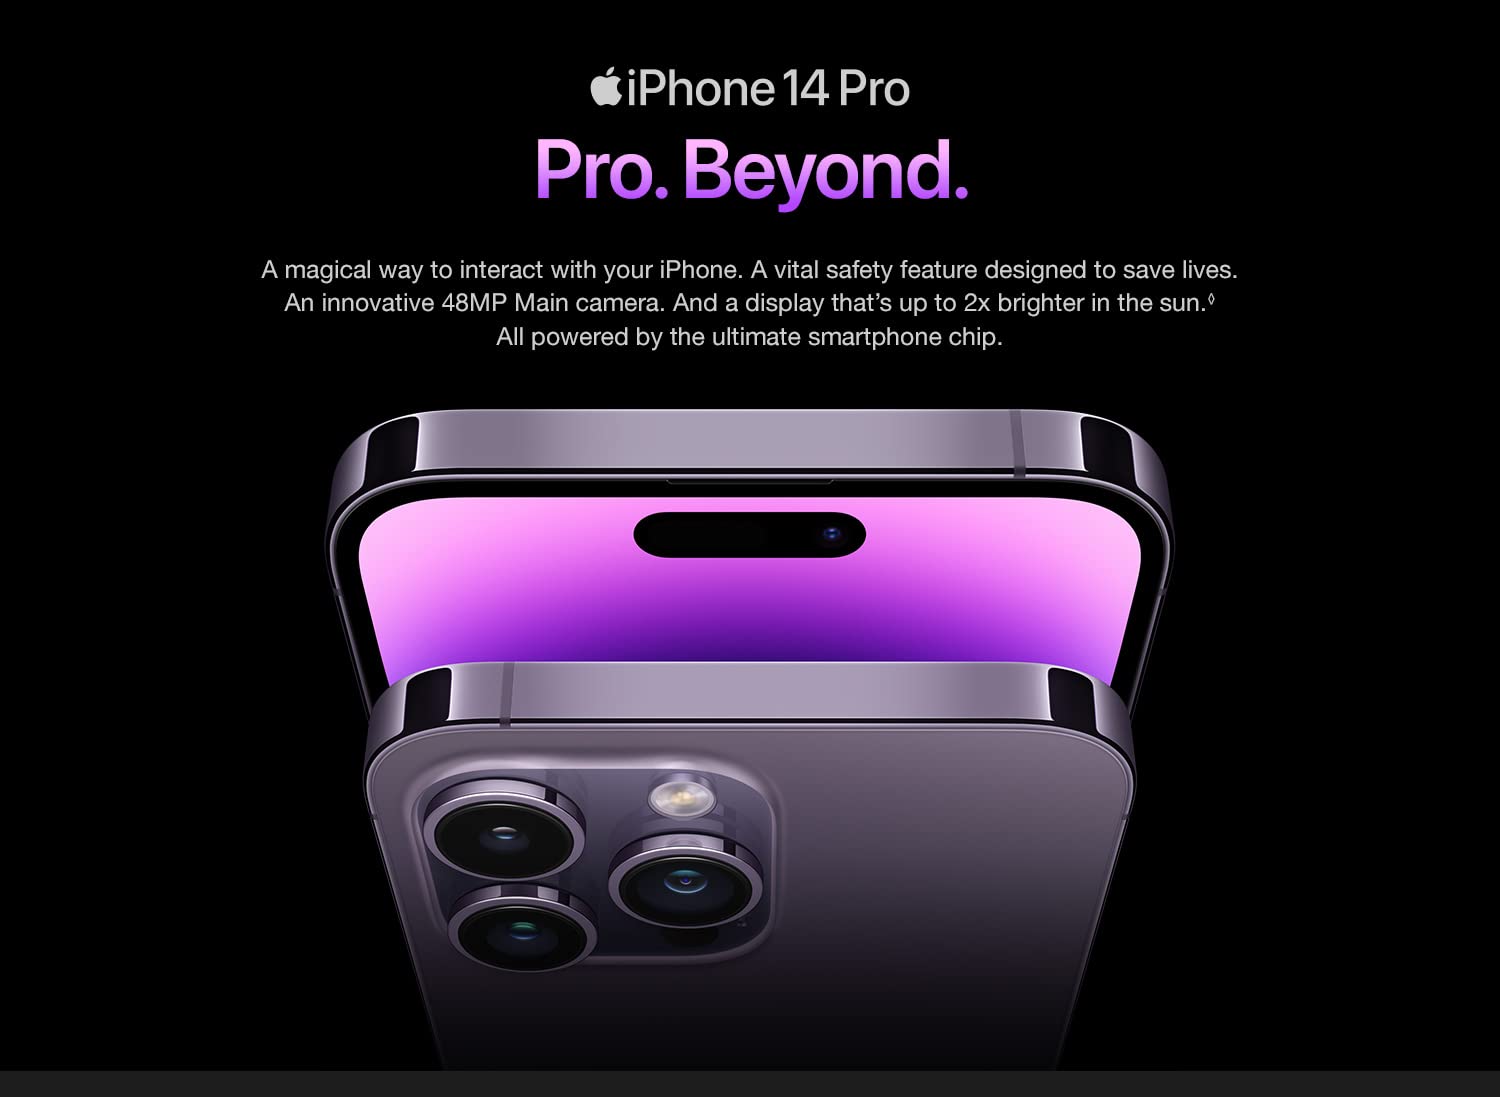 iPhone 14 Pro
Pro. Beyond.
A magical way to interact with your iPhone. A vital safety feature designed to save lives.
An innovative 48MP Main camera. And a display that’s up to 2x brighter in the sun.◊
All powered by the ultimate smartphone chip.